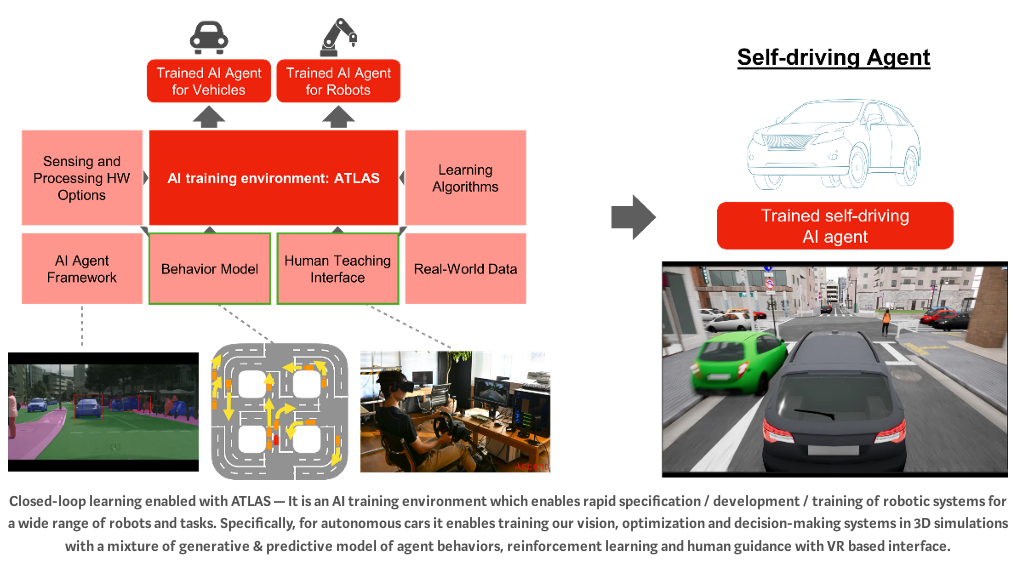 Trained AI Agent
for Vehicles
Trained AI Agent
for Robots
Sensing and
Processing HW
Options
AI training environment: ATLAS
Learning
Algorithms
AI Agent
Framework
Behavior Model
Human Teaching
Interface
Real-World Data
Self-driving Agent
Trained self-driving
AI agent
Closed-loop learning enabled with ATLAS — It is an AI training environment which enables rapid specification / development / training of robotic systems for
a wide range of robots and tasks. Specifically, for autonomous cars it enables training our vision, optimization and decision-making systems in 3D simulations
with a mixture of generative & predictive model of agent behaviors, reinforcement learning and human guidance with VR based interface.